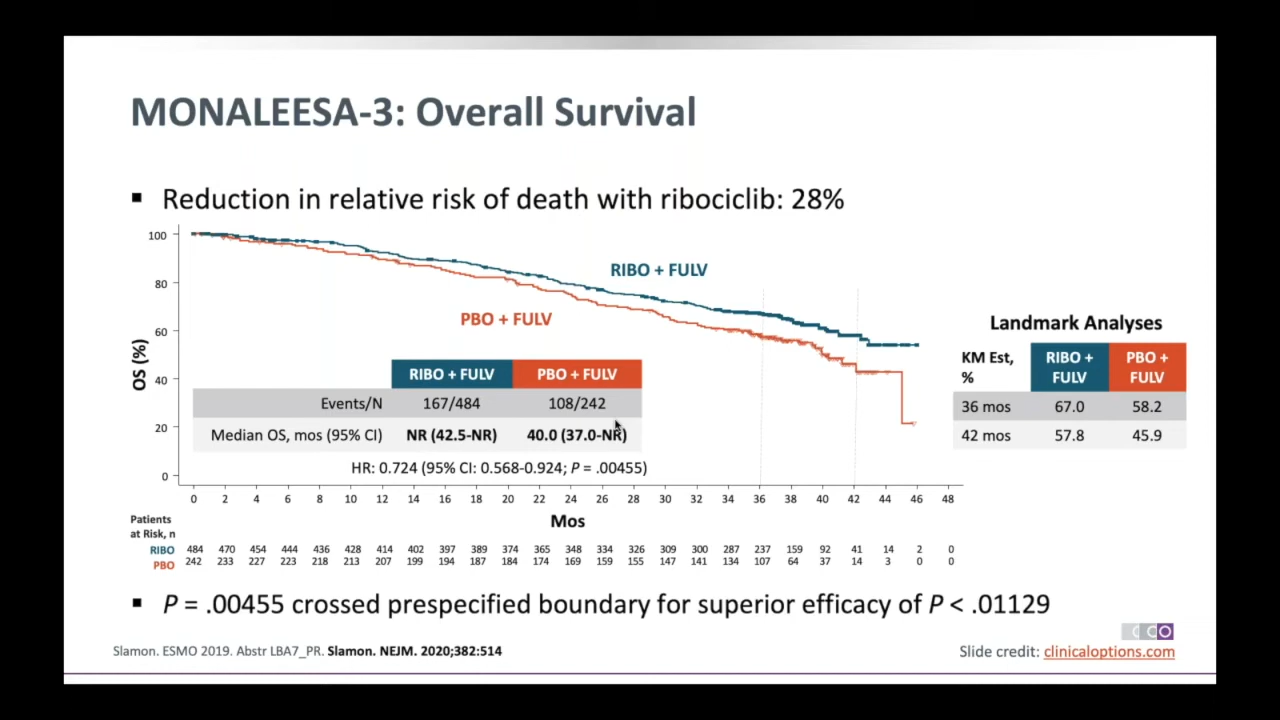 MONALEESA-3: Overall Survival
▪ Reduction in relative risk of death with ribociclib: 28%
OS (%)
100
80
60
40
20
0
RIBO + FULV
PBO + FULV
RIBO + FULV PBO + FULV
Events/N 167/484 108/242
Median OS, mos (95% CI) NR (42.5-NR) 40.0 (37.0-NR)
HR: 0.724 (95% CI: 0.568-0.924; P = .00455)
0 2 4 6 8 10 12 14 16 18 20 22 24 26 28 30 32 34 36 38 40 42 44 46 48
Mos
Patients
at Risk, n
RIBO 484 470 454 444 436 428 414 402 397 389 374 365 348 334 326 309 300 287 237 159 92 41 14 2 0
PBO 242 233 227 223 218 213 207 199 194 187 184 174 169 159 155 147 141 134 107 64 37 14 3 0 0
Landmark Analyses
KM Est,
%
RIBO +
FULV
PBO +
FULV
36 mos 67.0 58.2
42 mos 57.8 45.9
▪ P = .00455 crossed prespecified boundary for superior efficacy of P < .01129
CCO
Slamon. ESMO 2019. Abstr LBA7_PR. Slamon. NEJM. 2020;382:514
Slide credit: clinicaloptions.com